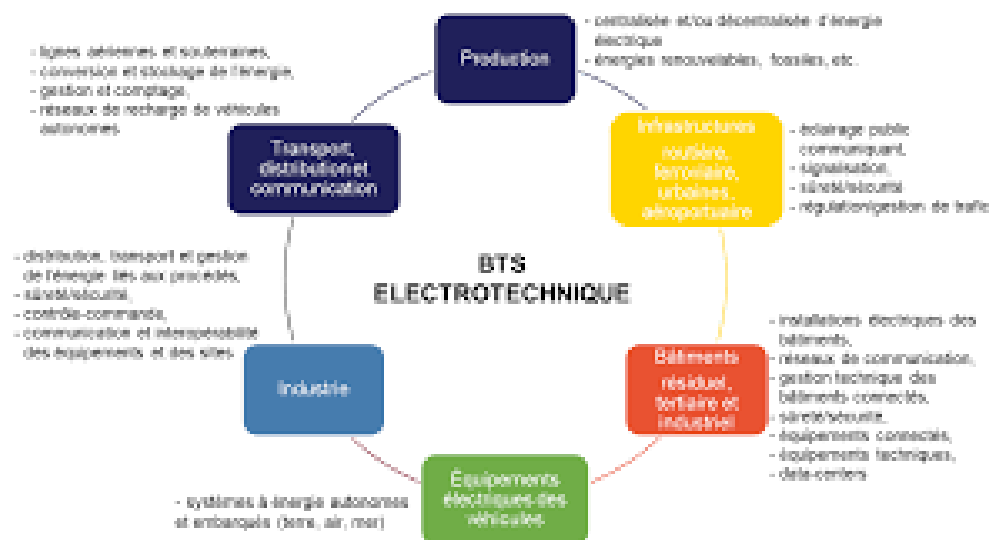 Production
- centralisée et/ou décentralisée d'énergie
électrique
- énergies renouvelables, fossiles, etc.
Infrastructures
routière,
ferroviaire,
urbaines,
aéroportuaire
- éclairage public
communiquant,
- signalisation,
- sûreté/sécurité
- régulation/gestion de trafic
Bâtiments
résiduel,
tertiaire et
industriel
- installations électriques des
bâtiments,
- réseaux de communication,
- gestion technique des
bâtiments connectés,
- sûreté/sécurité,
- équipements connectés,
- équipements techniques,
- data-centers
Équipements
électriques des
véhicules
- systèmes à énergie autonomes
et embarqués (terre, air, mer)
Industrie
- distribution, transport et gestion
de l'énergie liés aux procédés,
- sûreté/sécurité,
- contrôle-commande,
- communication et interopérabilité
des équipements et des sites
Transport,
distribution et
communication
- lignes aériennes et souterraines,
- conversion et stockage de l'énergie,
- gestion et comptage,
- réseaux de recharge de véhicules
autonomes
BTS
ELECTROTECHNIQUE